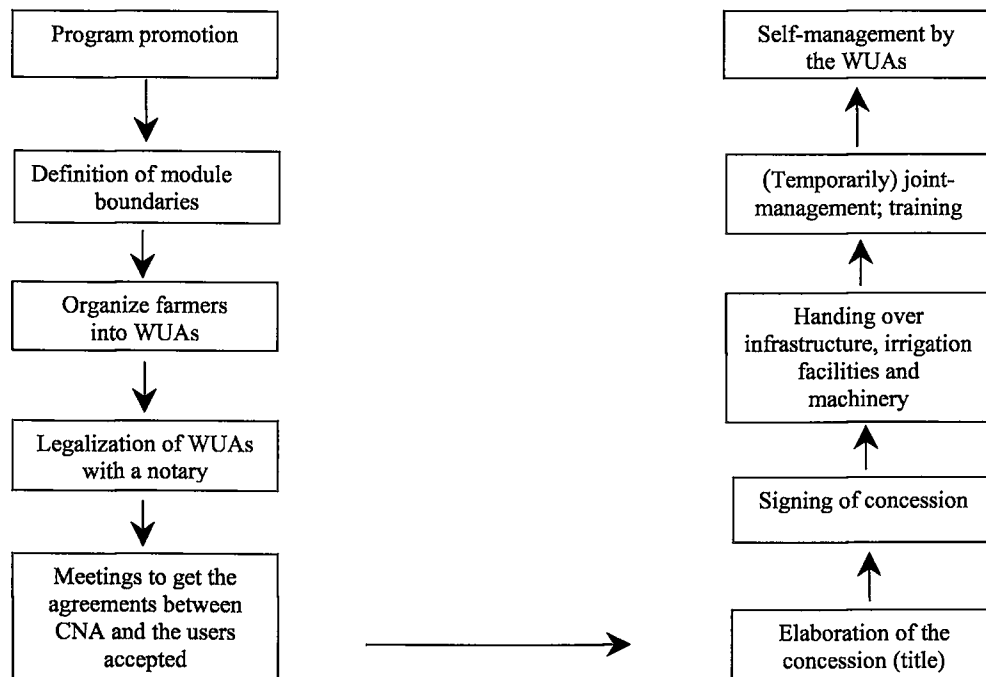 Program promotion
Definition of module
boundaries
Organize farmers
into WUAs
Legalization of WUAs
with a notary
Meetings to get the
agreements between
CNA and the users
accepted
Elaboration of the
concession (title)
Signing of concession
Handing over
infrastructure, irrigation
facilities and
machinery
(Temporarily) joint-
management; training
Self-management by
the WUAs